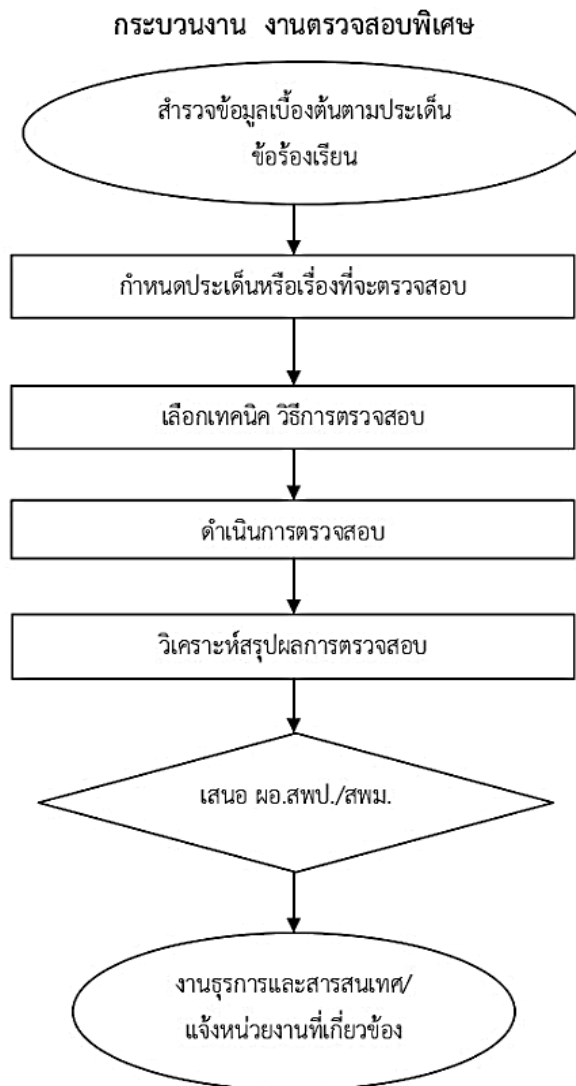 กระบวนงาน งานตรวจสอบพิเศษ
สำรวจข้อมูลเบื้องต้นตามประเด็น
ข้อร้องเรียน
กำหนดประเด็นหรือเรื่องที่จะตรวจสอบ
เลือกเทคนิค วิธีการตรวจสอบ
ดำเนินการตรวจสอบ
วิเคราะห์สรุปผลการตรวจสอบ
เสนอ ผอ.สพป./สพม.
งานธุรการและสารสนเทศ/
แจ้งหน่วยงานที่เกี่ยวข้อง